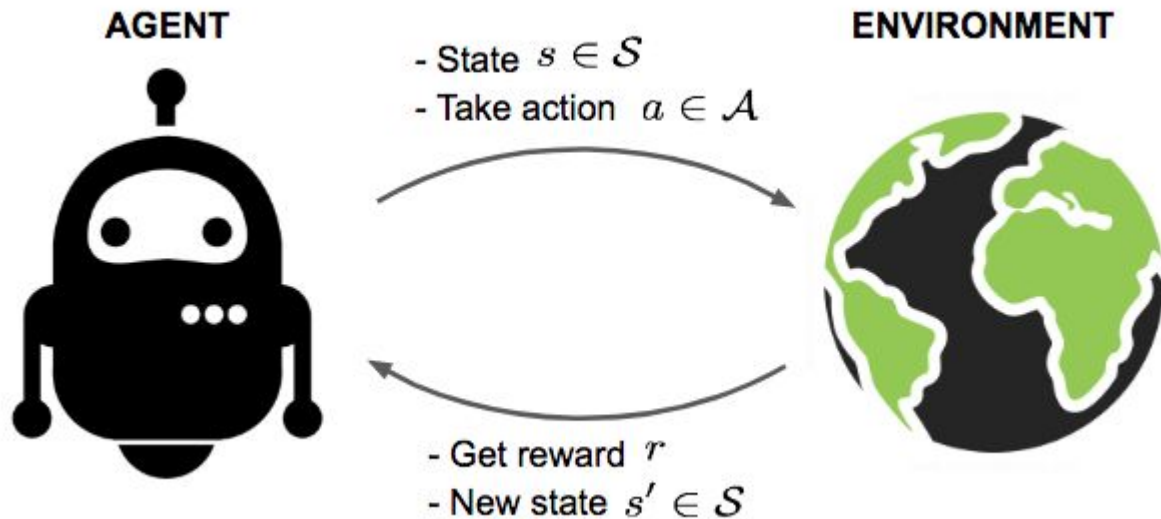 AGENT
ENVIRONMENT
- State s ∈ 𝒮
- Take action a ∈ 𝒜
- Get reward r
- New state s′ ∈ 𝒮